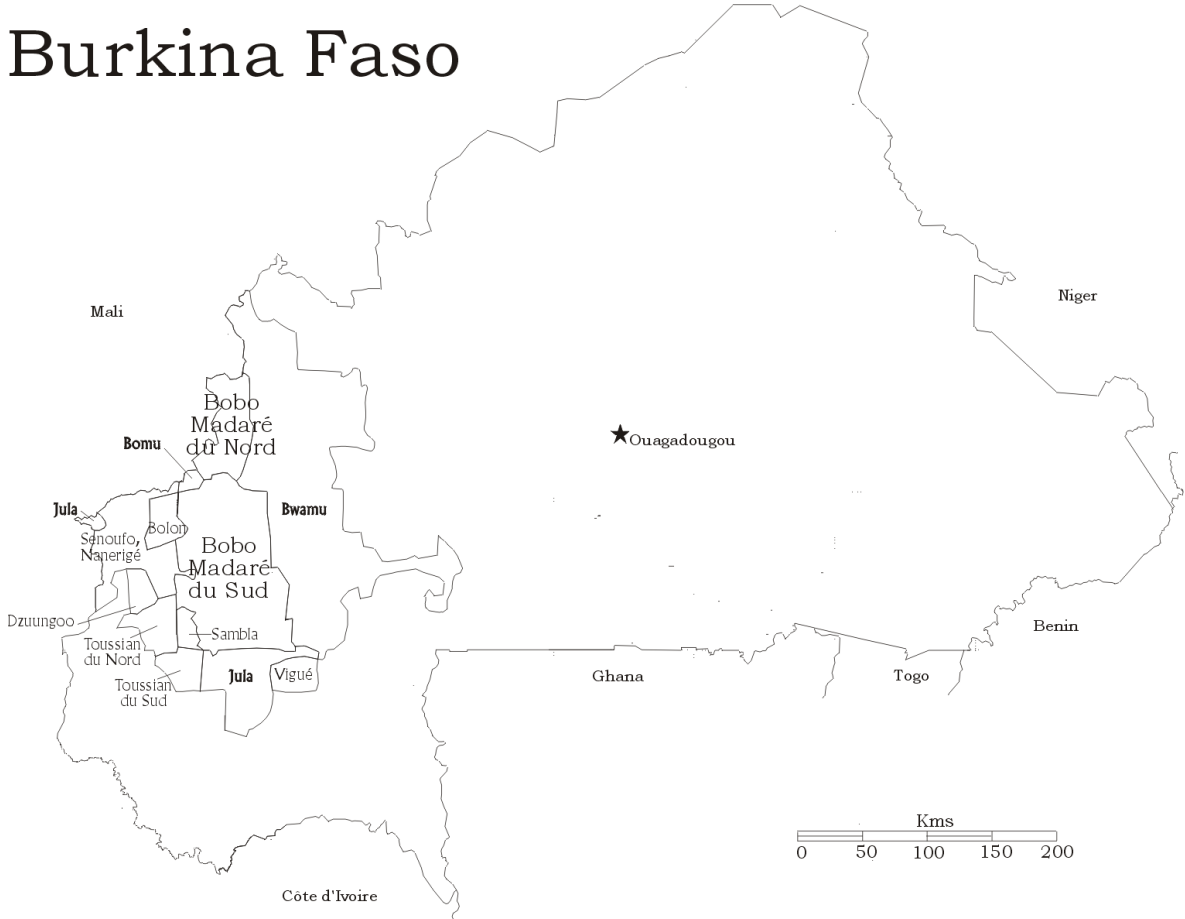 Burkina Faso
Mali
Niger
Bobo
Madaré
du Nord
Bomu
Ouagadougou
Jula
Bwamu
Senoufo,
Nanerigé
Bolon
Bobo
Madaré
du Sud
Dzuungoo
Sambla
Toussian
du Nord
Toussian
du Sud
Jula
Vigué
Ghana
Togo
Benin
Côte d'Ivoire
Kms
0 50 100 150 200